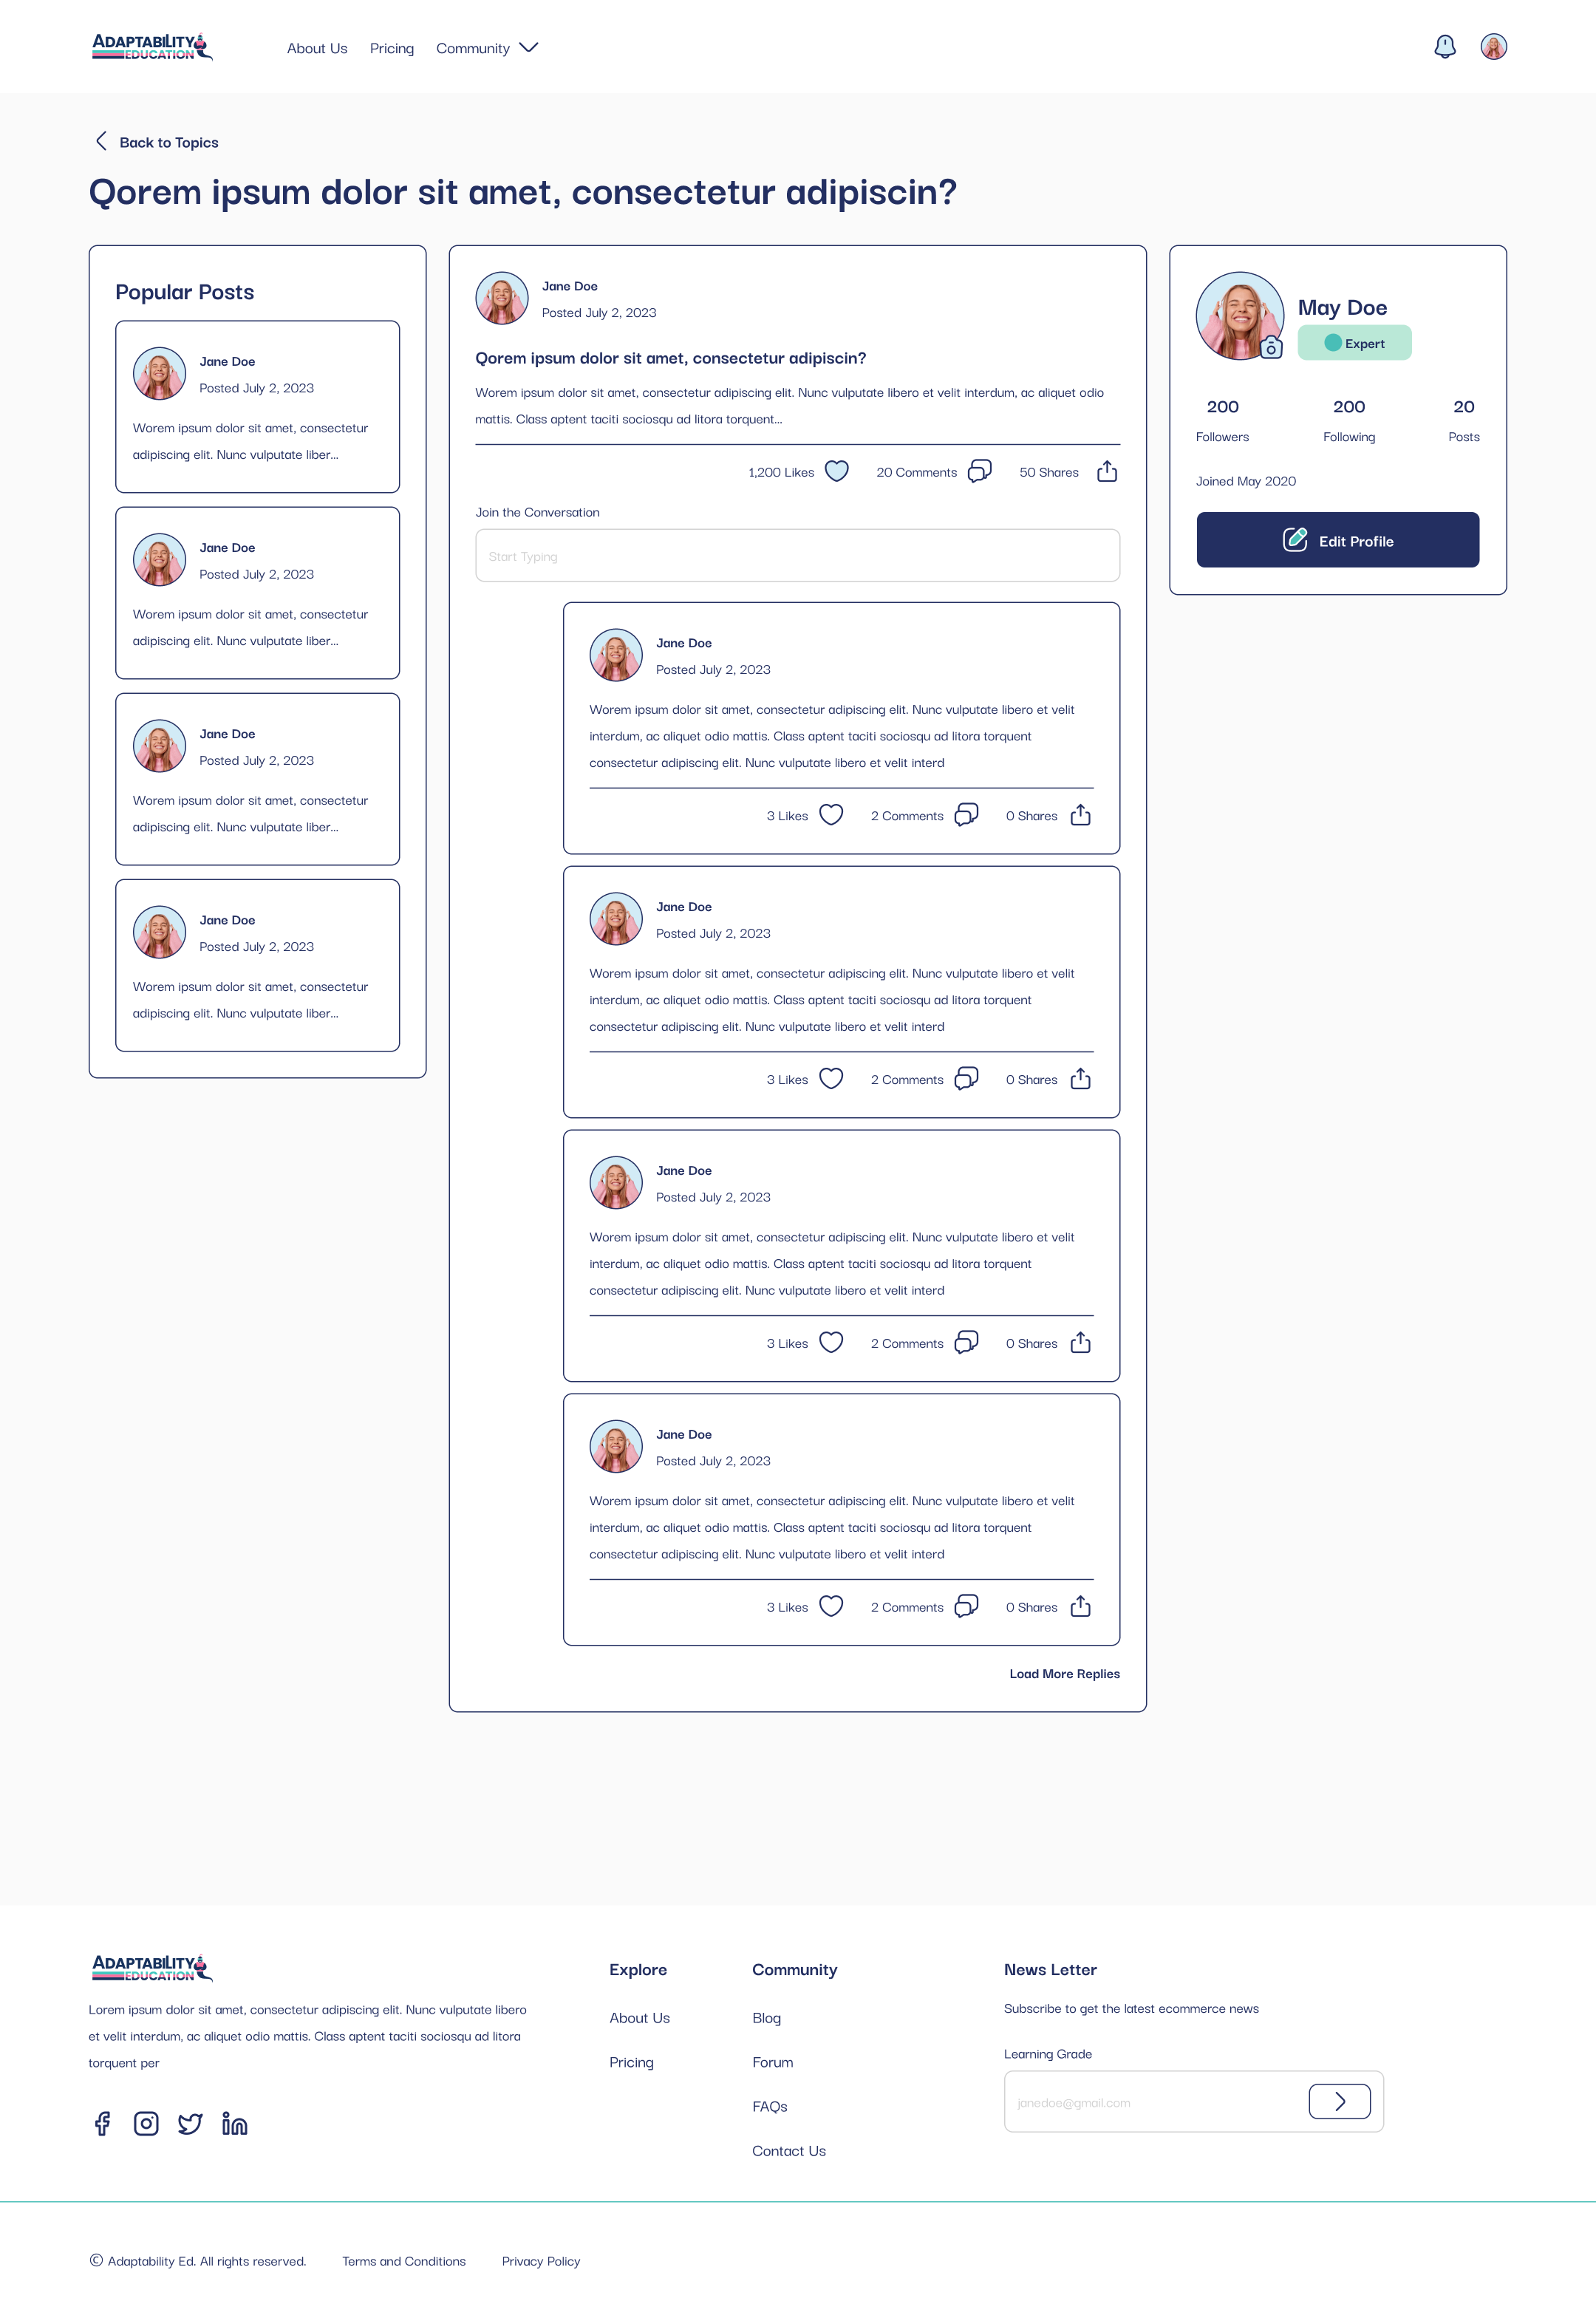 ADAPTABILITY
EDUCATION
About Us
Pricing
Community
Back to Topics
Qorem ipsum dolor sit amet, consectetur adipiscin?
Popular Posts
Jane Doe
Posted July 2, 2023
Worem ipsum dolor sit amet, consectetur
adipiscing elit. Nunc vulputate liber...
Jane Doe
Posted July 2, 2023
Worem ipsum dolor sit amet, consectetur
adipiscing elit. Nunc vulputate liber...
Jane Doe
Posted July 2, 2023
Worem ipsum dolor sit amet, consectetur
adipiscing elit. Nunc vulputate liber...
Jane Doe
Posted July 2, 2023
Worem ipsum dolor sit amet, consectetur
adipiscing elit. Nunc vulputate liber...
Jane Doe
Posted July 2, 2023
Qorem ipsum dolor sit amet, consectetur adipiscin?
Worem ipsum dolor sit amet, consectetur adipiscing elit. Nunc vulputate libero et velit interdum, ac aliquet odio
mattis. Class aptent taciti sociosqu ad litora torquent...
1,200 Likes
20 Comments
50 Shares
Join the Conversation
Start Typing
Jane Doe
Posted July 2, 2023
Worem ipsum dolor sit amet, consectetur adipiscing elit. Nunc vulputate libero et velit
interdum, ac aliquet odio mattis. Class aptent taciti sociosqu ad litora torquent
consectetur adipiscing elit. Nunc vulputate libero et velit interd
3 Likes
2 Comments
0 Shares
Jane Doe
Posted July 2, 2023
Worem ipsum dolor sit amet, consectetur adipiscing elit. Nunc vulputate libero et velit
interdum, ac aliquet odio mattis. Class aptent taciti sociosqu ad litora torquent
consectetur adipiscing elit. Nunc vulputate libero et velit interd
3 Likes
2 Comments
0 Shares
Jane Doe
Posted July 2, 2023
Worem ipsum dolor sit amet, consectetur adipiscing elit. Nunc vulputate libero et velit
interdum, ac aliquet odio mattis. Class aptent taciti sociosqu ad litora torquent
consectetur adipiscing elit. Nunc vulputate libero et velit interd
3 Likes
2 Comments
0 Shares
Jane Doe
Posted July 2, 2023
Worem ipsum dolor sit amet, consectetur adipiscing elit. Nunc vulputate libero et velit
interdum, ac aliquet odio mattis. Class aptent taciti sociosqu ad litora torquent
consectetur adipiscing elit. Nunc vulputate libero et velit interd
3 Likes
2 Comments
0 Shares
Load More Replies
May Doe
Expert
200
Followers
200
Following
20
Posts
Joined May 2020
Edit Profile
ADAPTABILITY
EDUCATION
Lorem ipsum dolor sit amet, consectetur adipiscing elit. Nunc vulputate libero
et velit interdum, ac aliquet odio mattis. Class aptent taciti sociosqu ad litora
torquent per
Explore
About Us
Pricing
Community
Blog
Forum
FAQs
Contact Us
News Letter
Subscribe to get the latest ecommerce news
Learning Grade
janedoe@gmail.com
© Adaptability Ed. All rights reserved.
Terms and Conditions
Privacy Policy